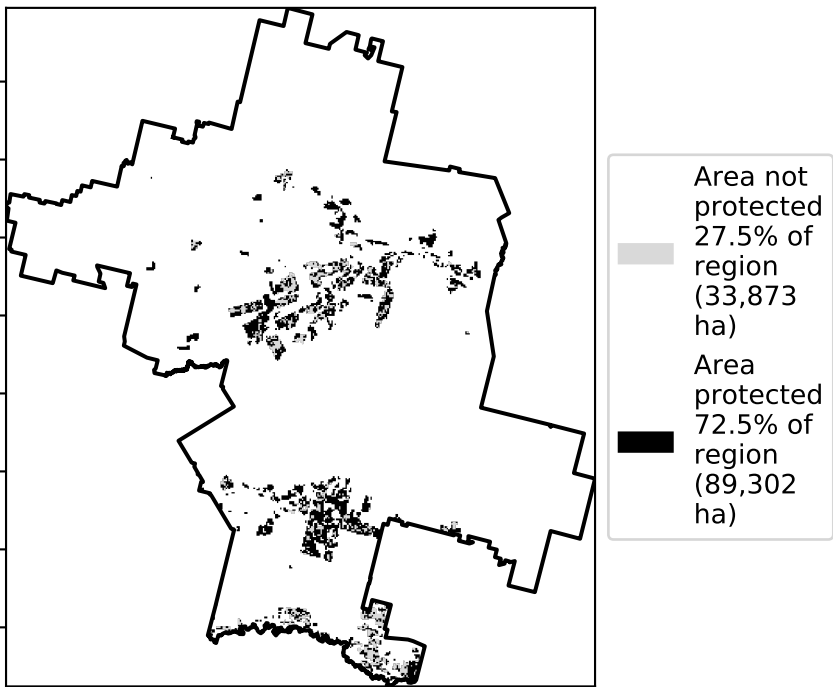 Area not
protected
27.5% of
region
(33,873
ha)
Area
protected
72.5% of
region
(89,302
ha)